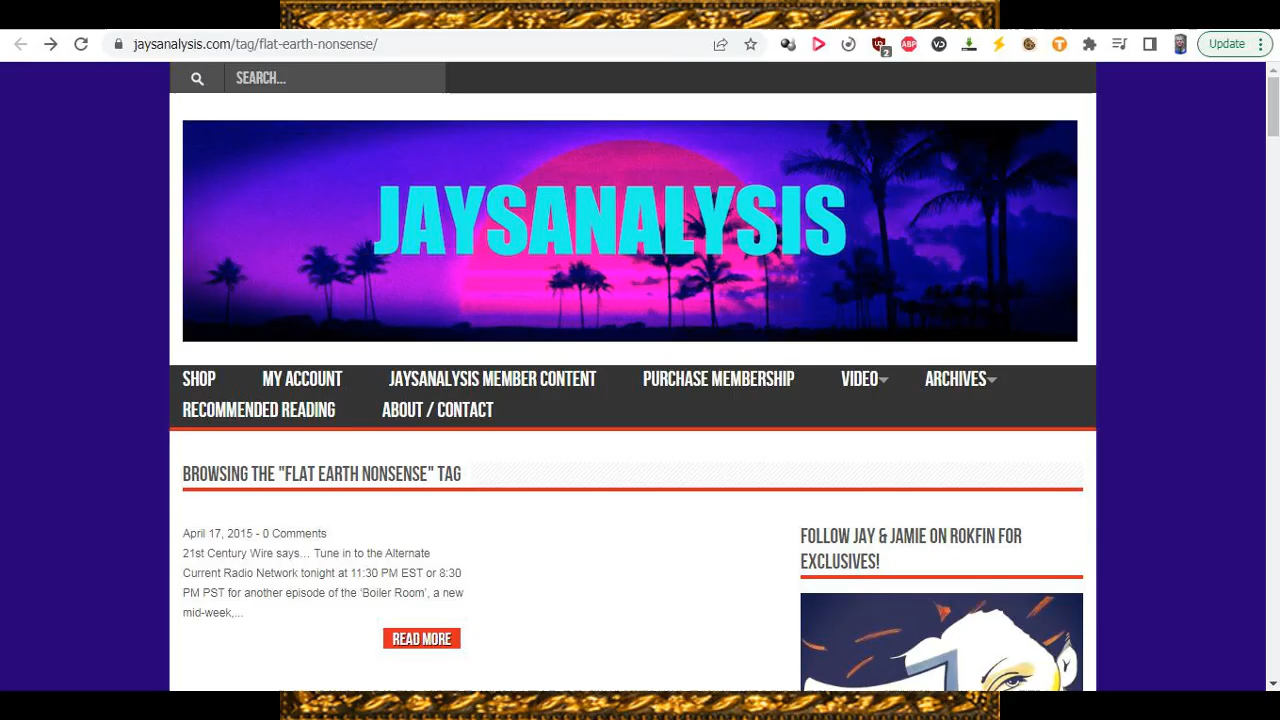 jaysanalysis.com/tag/flat-earth-nonsense/
2
ABP
Update
SEARCH...
JAYSANALYSIS
SHOP MY ACCOUNT JAYSANALYSIS MEMBER CONTENT PURCHASE MEMBERSHIP VIDEO ARCHIVES
RECOMMENDED READING ABOUT / CONTACT
BROWSING THE "FLAT EARTH NONSENSE" TAG
April 17, 2015 - 0 Comments
21st Century Wire says… Tune in to the Alternate
Current Radio Network tonight at 11:30 PM EST or 8:30
PM PST for another episode of the ‘Boiler Room’, a new
mid-week,...
READ MORE
FOLLOW JAY & JAMIE ON ROKFIN FOR
EXCLUSIVES!